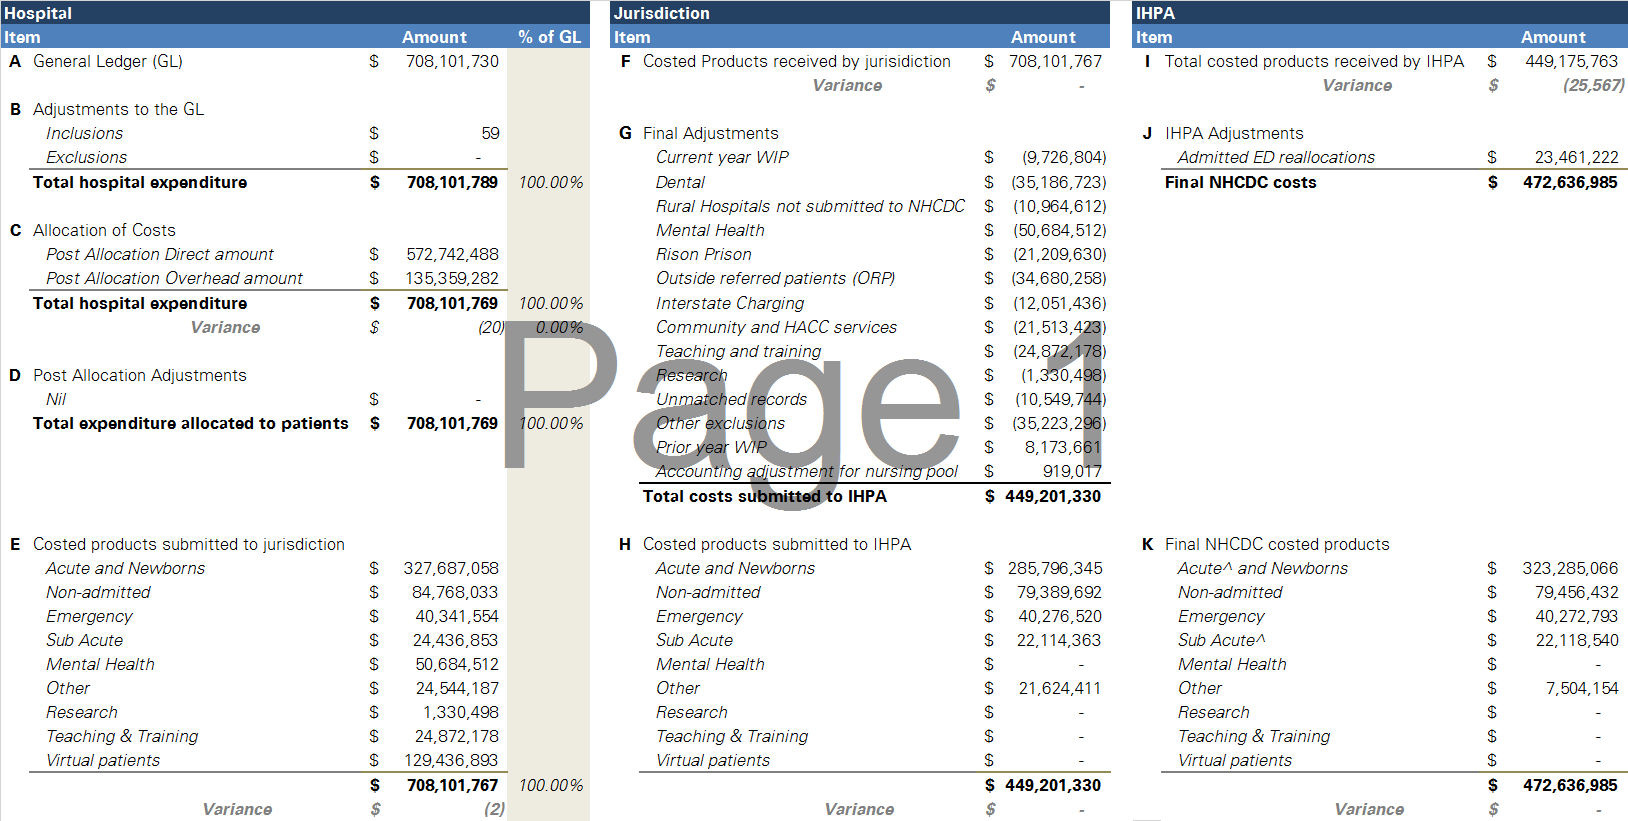 Hospital
Item Amount % of GL
A General Ledger (GL) $ 708,101,730
B Adjustments to the GL
Inclusions $ 59
Exclusions $ -
Total hospital expenditure $ 708,101,789 100.00%
C Allocation of Costs
Post Allocation Direct amount $ 572,742,488
Post Allocation Overhead amount $ 135,359,282
Total hospital expenditure $ 708,101,769 100.00%
Variance $ (20) 0.00%
D Post Allocation Adjustments
Nil $ -
Total expenditure allocated to patients $ 708,101,769 100.00%
E Costed products submitted to jurisdiction
Acute and Newborns $ 327,687,058
Non-admitted $ 84,768,033
Emergency $ 40,341,554
Sub Acute $ 24,436,853
Mental Health $ 50,684,512
Other $ 24,544,187
Research $ 1,330,498
Teaching & Training $ 24,872,178
Virtual patients $ 129,436,893
$ 708,101,767 100.00%
Variance $ (2)
Jurisdiction
Item Amount
F Costed Products received by jurisidiction $ 708,101,767
Variance $ -
G Final Adjustments
Current year WIP $ (9,726,804)
Dental $ (35,186,723)
Rural Hospitals not submitted to NHCDC $ (10,964,612)
Mental Health $ (50,684,512)
Rison Prison $ (21,209,630)
Outside referred patients (ORP) $ (34,680,258)
Interstate Charging $ (12,051,436)
Community and HACC services $ (21,513,423)
Teaching and training $ (24,872,178)
Research $ (1,330,498)
Unmatched records $ (10,549,744)
Other exclusions $ (35,223,296)
Prior year WIP $ 8,173,661
Accounting adjustment for nursing pool $ 919,017
Total costs submitted to IHPA $ 449,201,330
H Costed products submitted to IHPA
Acute and Newborns $ 285,796,345
Non-admitted $ 79,389,692
Emergency $ 40,276,520
Sub Acute $ 22,114,363
Mental Health $ -
Other $ 21,624,411
Research $ -
Teaching & Training $ -
Virtual patients $ -
$ 449,201,330
Variance $ -
IHPA
Item Amount
I Total costed products received by IHPA $ 449,175,763
Variance $ (25,567)
J IHPA Adjustments
Admitted ED reallocations $ 23,461,222
Final NHCDC costs $ 472,636,985
K Final NHCDC costed products
Acute^ and Newborns $ 323,285,066
Non-admitted $ 79,456,432
Emergency $ 40,272,793
Sub Acute^ $ 22,118,540
Mental Health $ -
Other $ 7,504,154
Research $ -
Teaching & Training $ -
Virtual patients $ -
$ 472,636,985
Variance $ -
Page 1